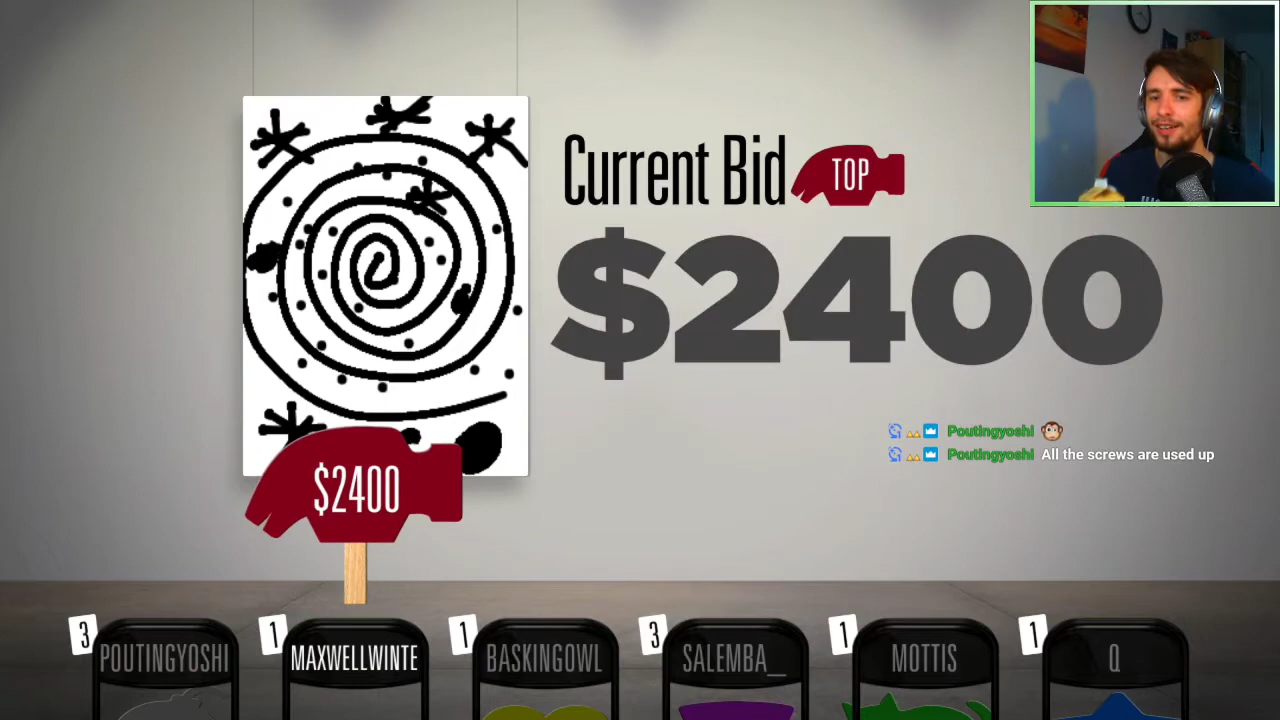 Current Bid TOP
$2400
Poutingyoshi
Poutingyoshi All the screws are used up
$2400
3 POUTINGYOSHI
1 MAXWELLWINTE
1 BASKINGOWL
3 SALEMBA_
1 MOTTIS
1 Q